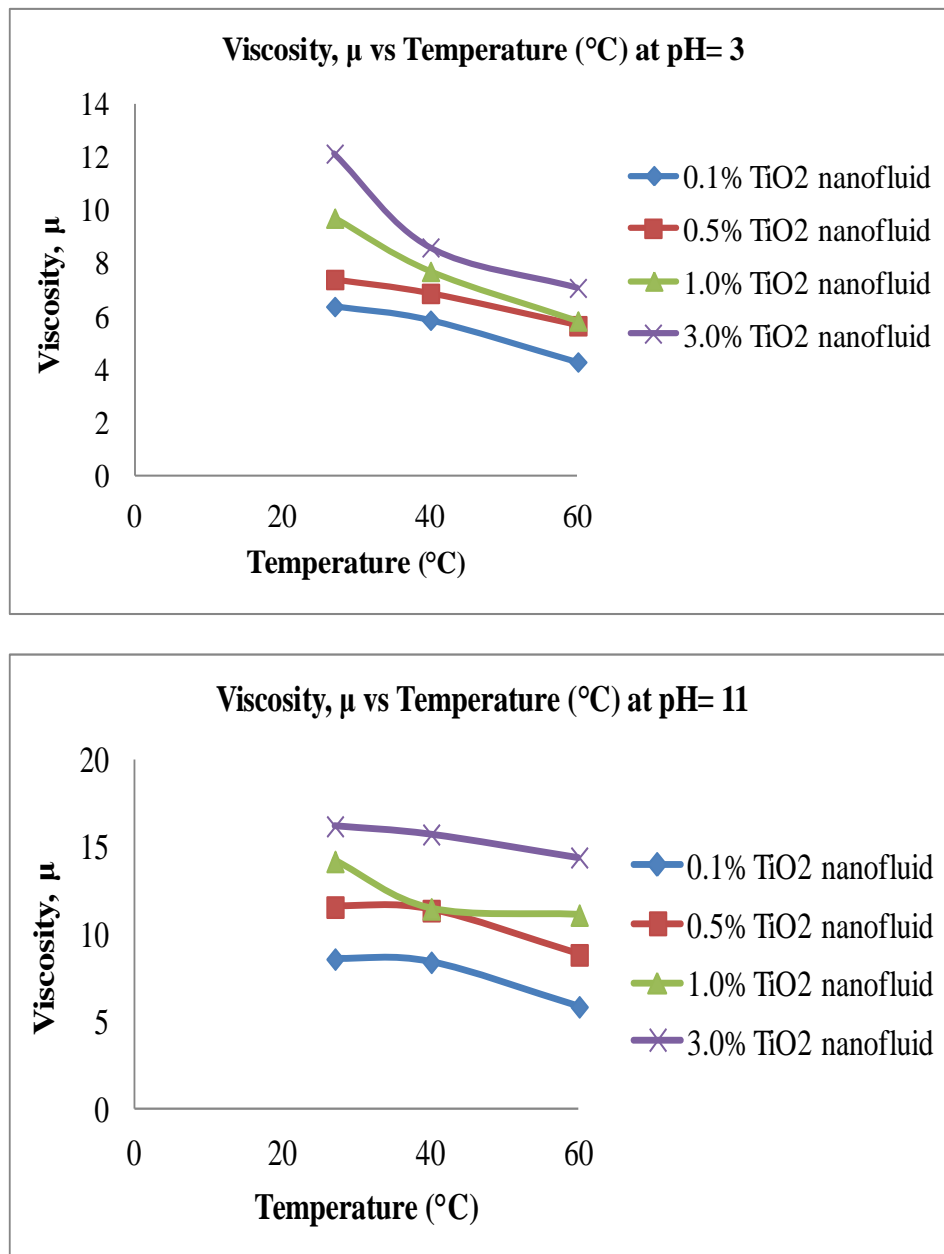 Viscosity, μ vs Temperature (°C) at pH= 3
14
12
10
8
6
4
2
0
Viscosity, μ
0
20
40
60
Temperature (°C)
0.1% TiO2 nanofluid
0.5% TiO2 nanofluid
1.0% TiO2 nanofluid
3.0% TiO2 nanofluid
Viscosity, μ vs Temperature (°C) at pH= 11
20
15
10
5
0
Viscosity, μ
0
20
40
60
Temperature (°C)
0.1% TiO2 nanofluid
0.5% TiO2 nanofluid
1.0% TiO2 nanofluid
3.0% TiO2 nanofluid